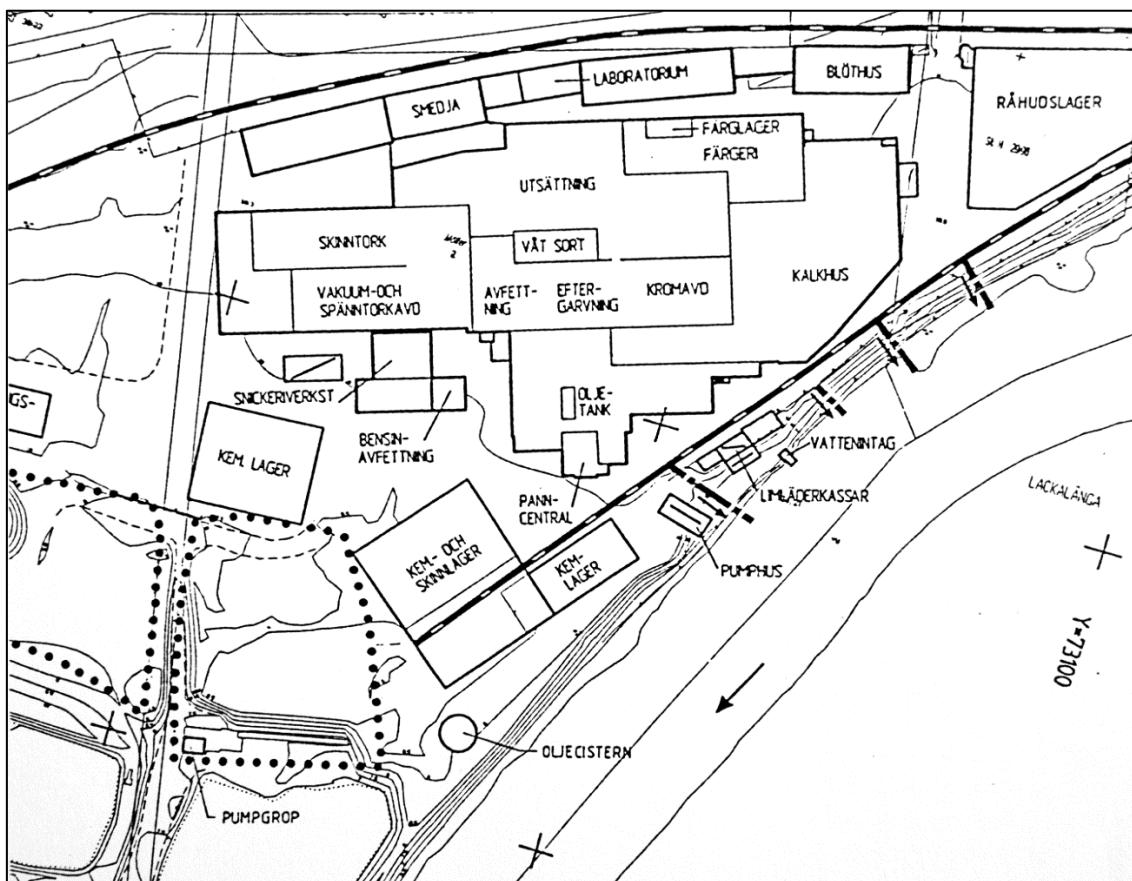 LABORATORIUM
BLÖTHUS
SMEDJA
RÅHUDSLAGER
FÄRGLAGER
FÄRGERI
UTSÄTTNING
SKINNTORK
VÅT SORT
KALKHUS
VAKUUM-OCH
SPÄNNTORKAVD
AVFETT-
NING
EFTER-
GARVNING
KROMAVD
SNICKERIVERKST
OLJE-
TANK
BENSIN-
AVFETTNING
KEM. LAGER
VATTENINTAG
LIMLÄDERKASSAR
LACKALÄNGA
PANN-
CENTRAL
KEM- OCH
SKINNLAGER
KEM-
LAGER
PUMPHUS
Y=73100
OLJECISTERN
PUMPGROP